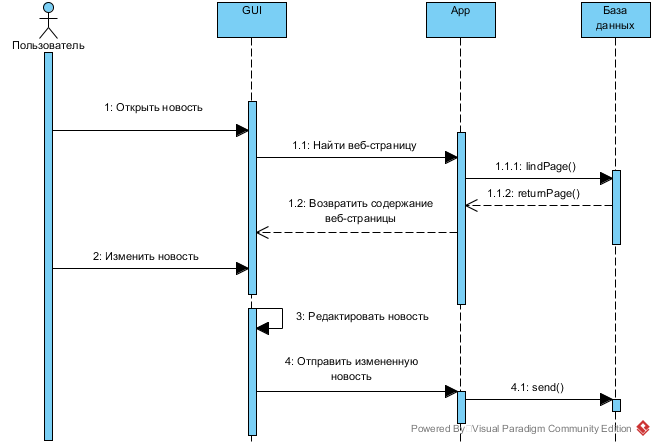 GUI
App
База
данных
Пользователь
1: Открыть новость
1.1: Найти веб-страницу
1.1.1: lindPage()
1.1.2: returnPage()
1.2: Возвратить содержание
веб-страницы
2: Изменить новость
3: Редактировать новость
4: Отправить измененную
новость
4.1: send()
Powered By Visual Paradigm Community Edition